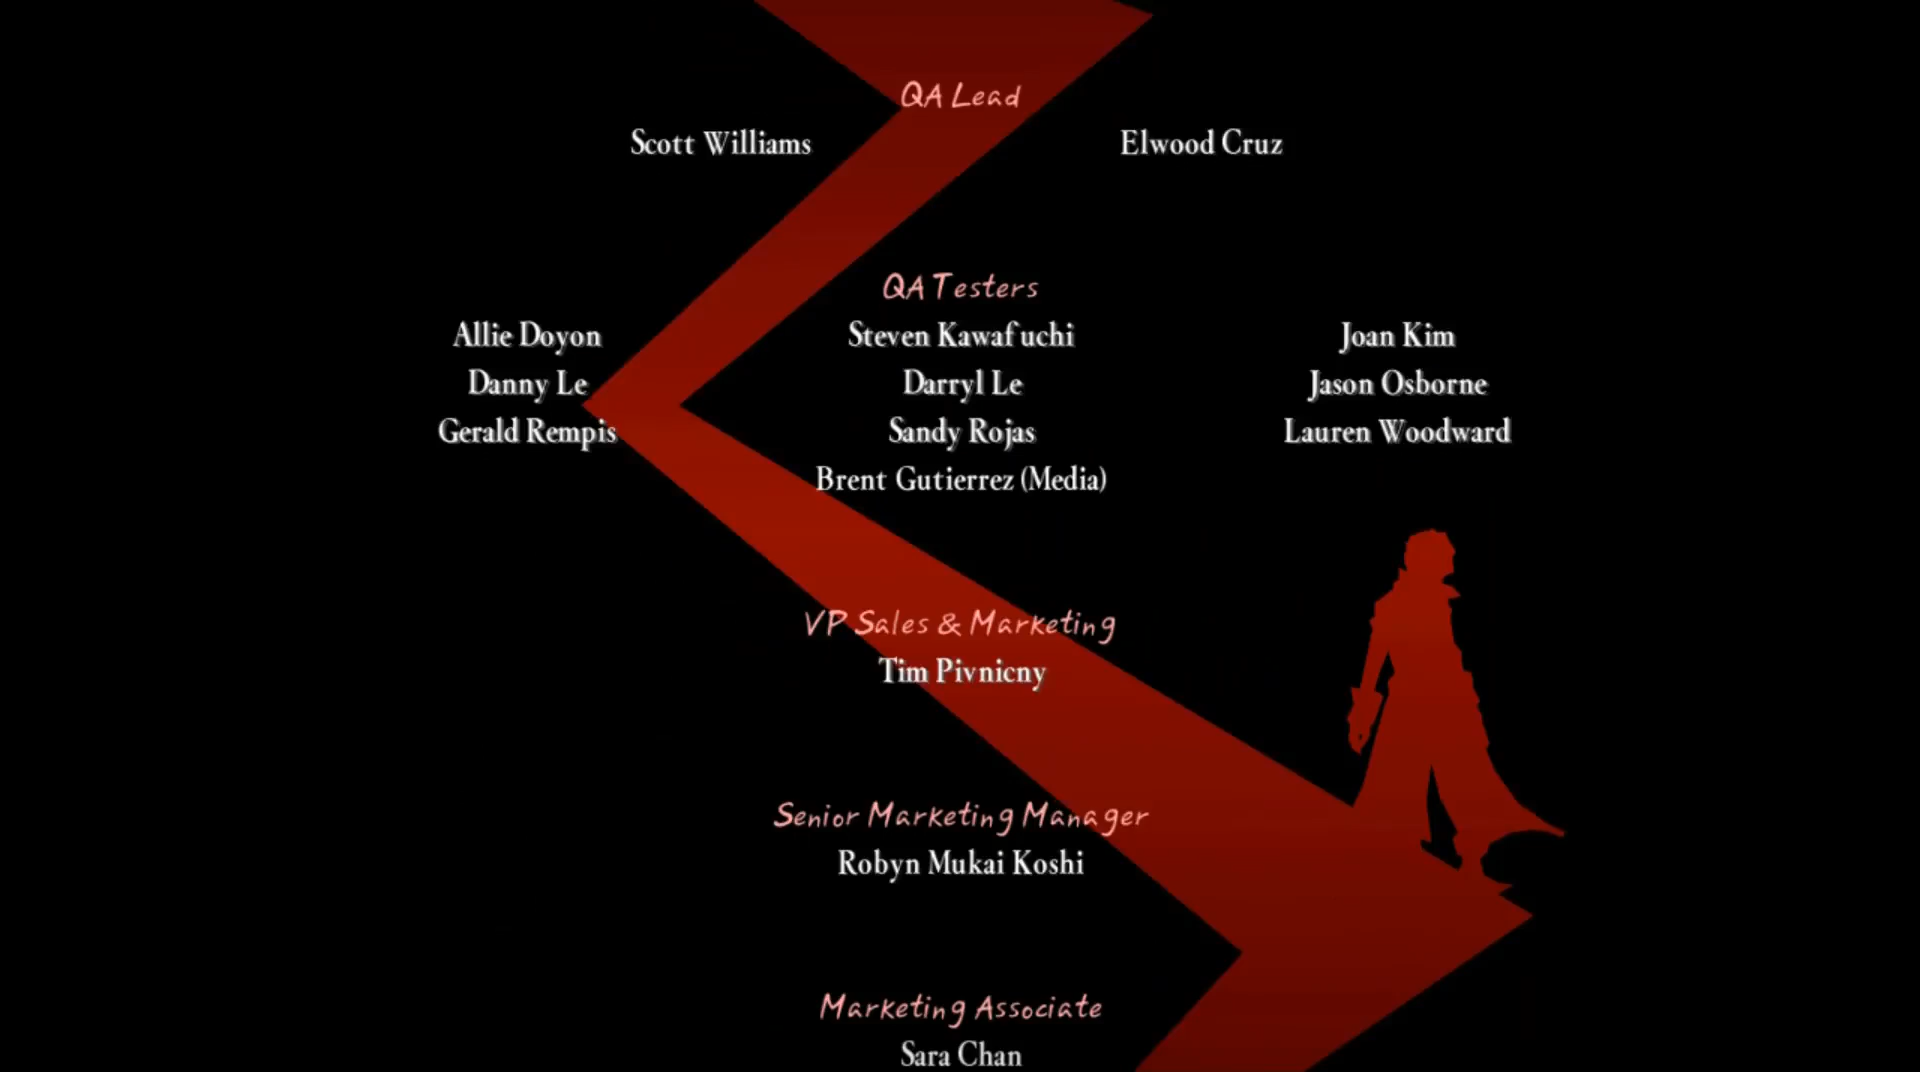 QA Lead
Scott Williams Elwood Cruz
QA Testers
Allie Doyon Steven Kawafuchi Joan Kim
Danny Le Darryl Le Jason Osborne
Gerald Rempis Sandy Rojas Lauren Woodward
Brent Gutierrez (Media)
VP Sales & Marketing
Tim Pivnicny
Senior Marketing Manager
Robyn Mukai Koshi
Marketing Associate
Sara Chan